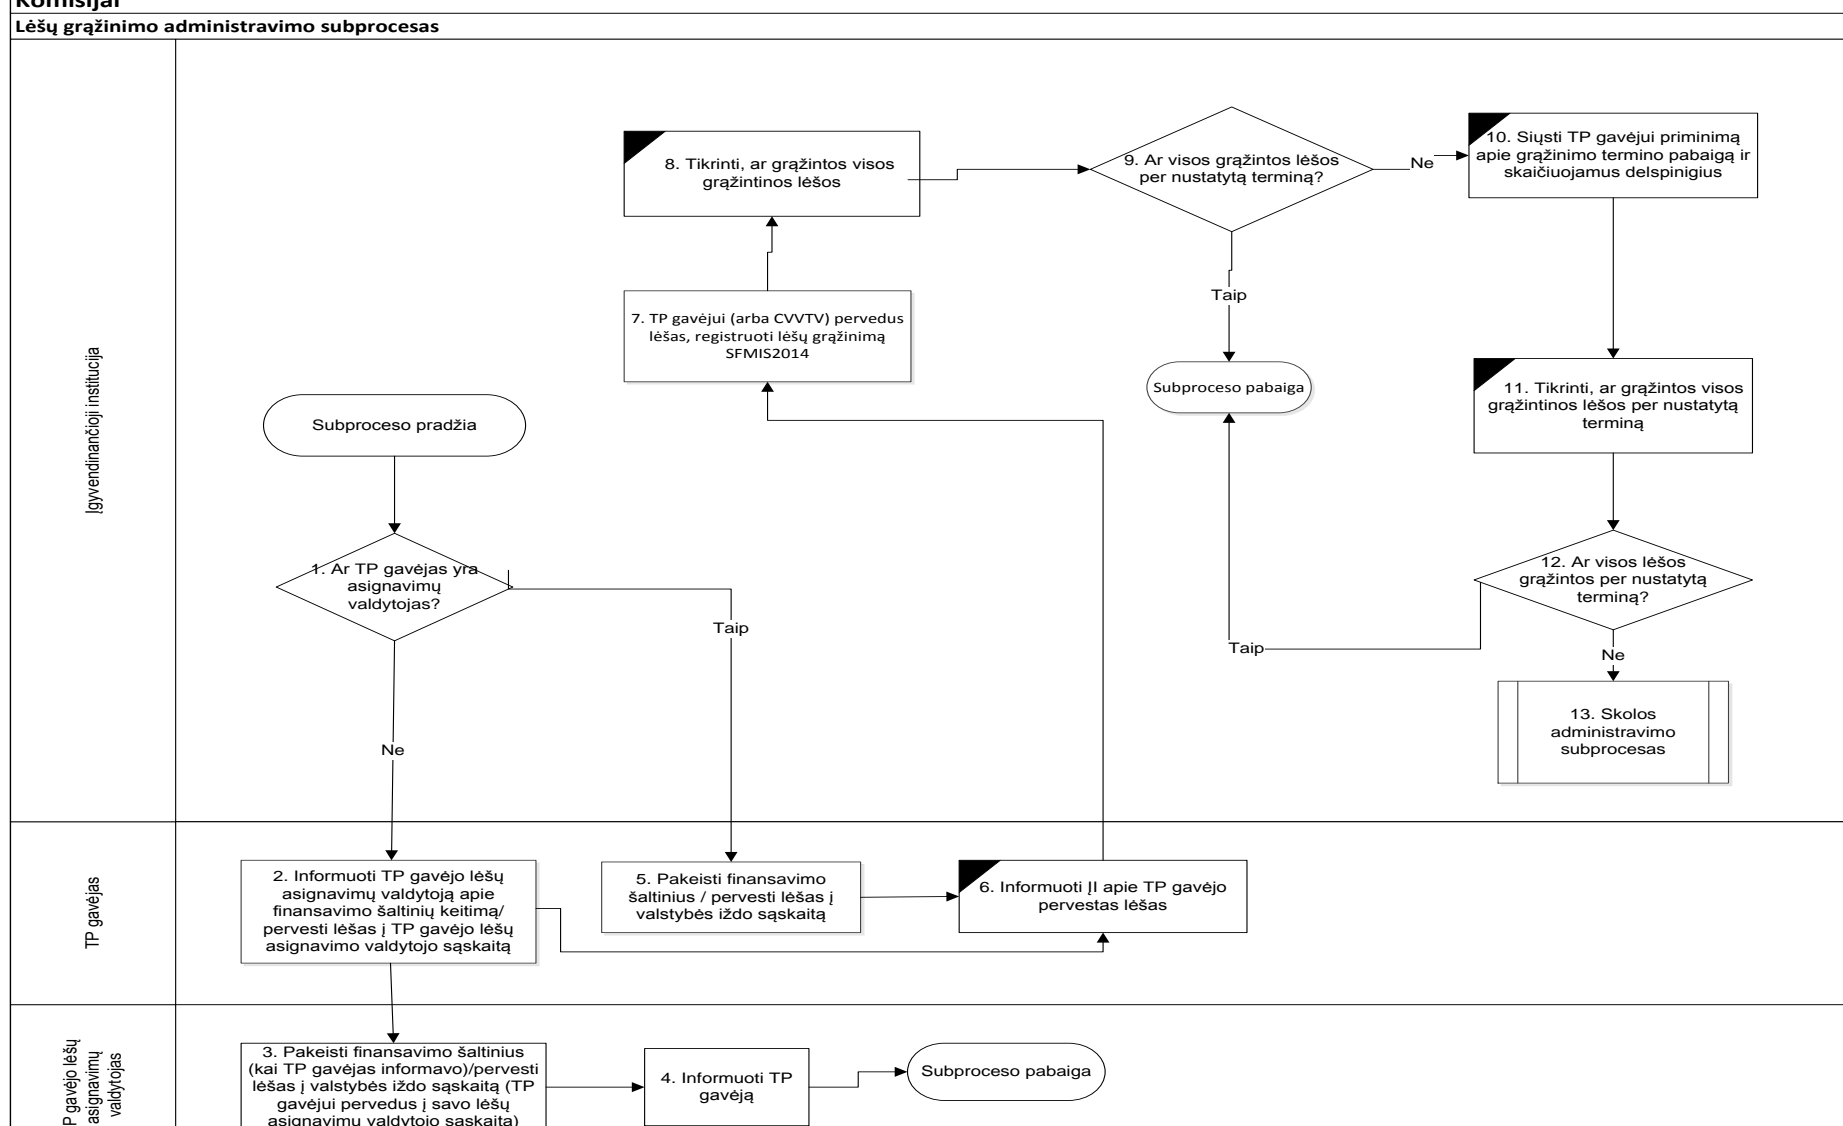 Komisijai
Lėšų grąžinimo administravimo subprocesas
Įgyvendinančioji institucija
8. Tikrinti, ar grąžintos visos
grąžintinos lėšos
9. Ar visos grąžintos lėšos
per nustatytą terminą?
Ne
10. Siųsti TP gavėjui priminimą
apie grąžinimo termino pabaigą ir
skaičiuojamus delspinigius
Taip
7. TP gavėjui (arba CVVTV) pervedus
lėšas, registruoti lėšų grąžinimą
SFMIS2014
Subproceso pabaiga
11. Tikrinti, ar grąžintos visos
grąžintinos lėšos per nustatytą
terminą
Subproceso pradžia
1. Ar TP gavėjas yra
asignavimų
valdytojas?
Taip
12. Ar visos lėšos
grąžintos per nustatytą
terminą?
Taip
Ne
13. Skolos
administravimo
subprocesas
Ne
TP gavėjas
2. Informuoti TP gavėjo lėšų
asignavimų valdytoją apie
finansavimo šaltinių keitimą/
pervesti lėšas į TP gavėjo lėšų
asignavimo valdytojo sąskaitą
5. Pakeisti finansavimo
šaltinius / pervesti lėšas į
valstybės iždo sąskaitą
6. Informuoti ĮI apie TP gavėjo
pervestas lėšas
P gavėjo lėšų
asignavimų
valdytojas
3. Pakeisti finansavimo šaltinius
(kai TP gavėjas informavo)/pervesti
lėšas į valstybės iždo sąskaitą (TP
gavėjui pervedus į savo lėšų
asignavimų valdytojo sąskaitą)
4. Informuoti TP
gavėją
Subproceso pabaiga